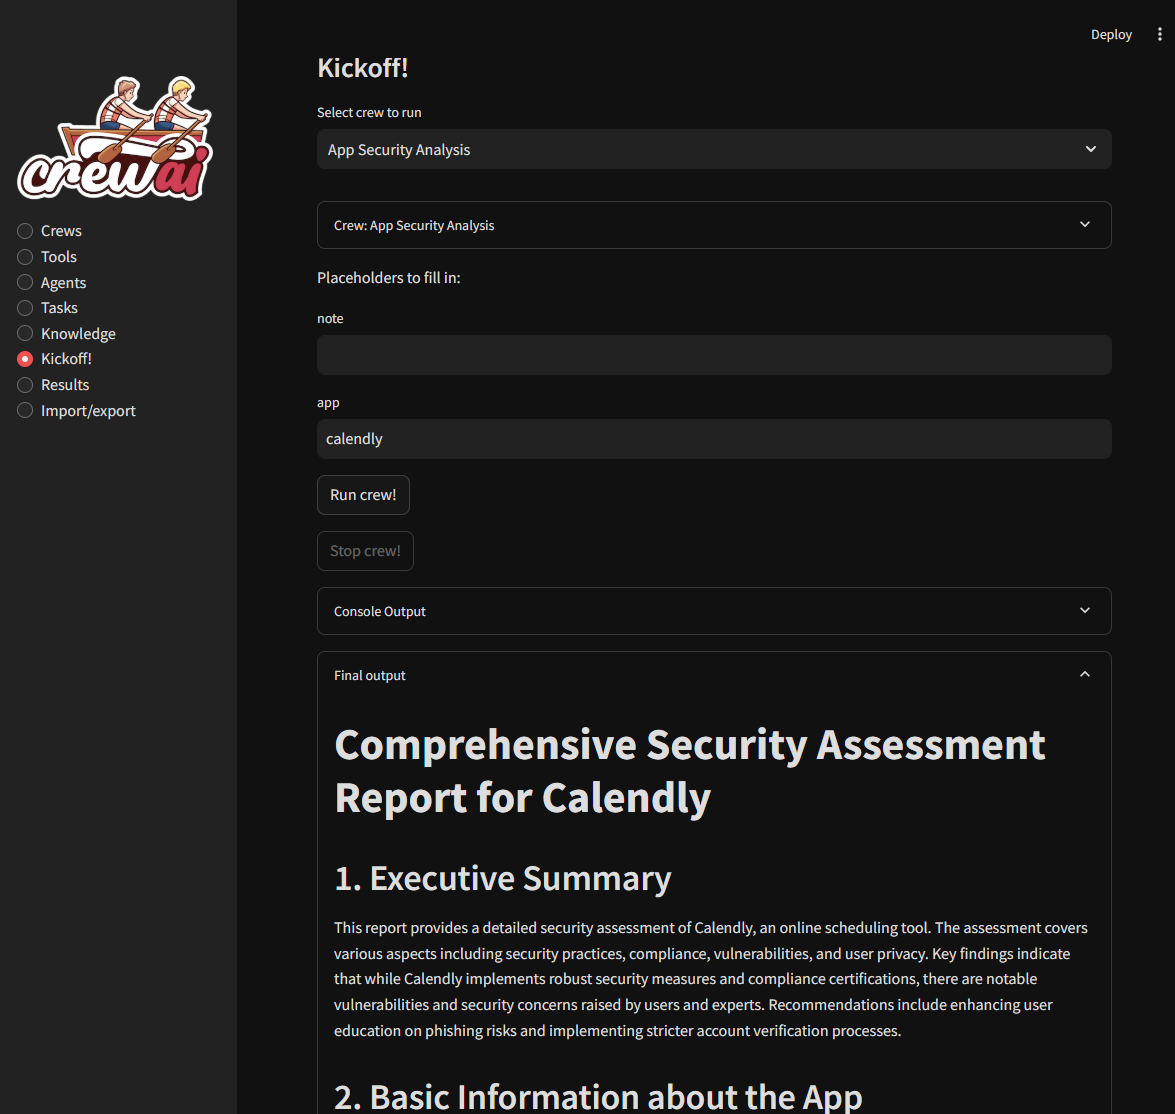 Deploy
crewai
Crews
Tools
Agents
Tasks
Knowledge
Kickoff!
Results
Import/export
Kickoff!
Select crew to run
App Security Analysis
Crew: App Security Analysis
Placeholders to fill in:
note
app
calendly
Run crew!
Stop crew!
Console Output
Final output
Comprehensive Security Assessment
Report for Calendly
1. Executive Summary
This report provides a detailed security assessment of Calendly, an online scheduling tool. The assessment covers
various aspects including security practices, compliance, vulnerabilities, and user privacy. Key findings indicate
that while Calendly implements robust security measures and compliance certifications, there are notable
vulnerabilities and security concerns raised by users and experts. Recommendations include enhancing user
education on phishing risks and implementing stricter account verification processes.
2. Basic Information about the App